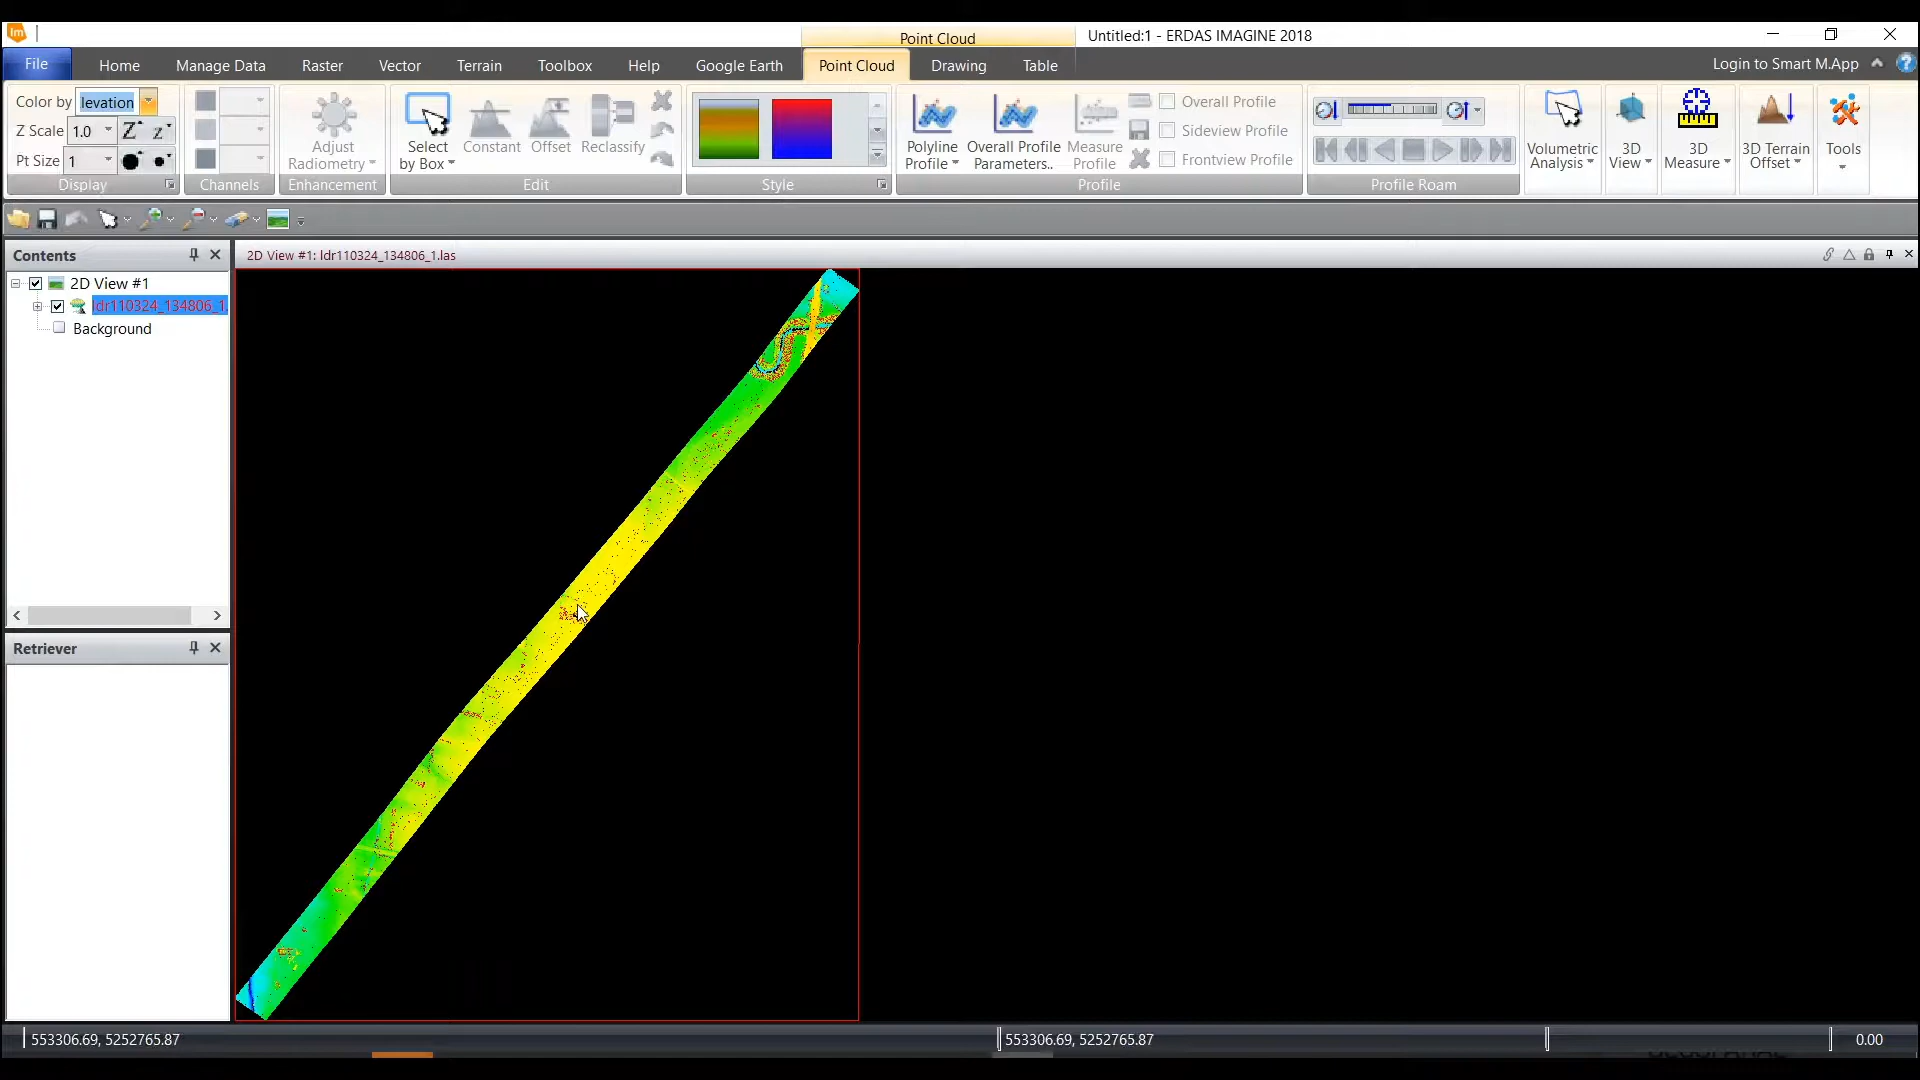 Im
Point Cloud
Untitled:1 - ERDAS IMAGINE 2018
File Home Manage Data Raster Vector Terrain Toolbox Help Google Earth Point Cloud Drawing Table
Login to Smart M.App
Color by levation
Z Scale 1.0 Z Z
Pt Size 1
Display
Channels
Adjust
Radiometry
Enhancement
Select
by Box
Constant
Offset
Reclassify
Edit
Style
Polyline
Profile
Overall Profile
Parameters..
Measure
Profile
Overall Profile
Sideview Profile
Frontview Profile
Profile
Profile Roam
Volumetric
Analysis
3D
View
3D
Measure
3D Terrain
Offset
Tools
Contents
2D View #1
ldr110324_134806_1.
Background
Retriever
2D View #1: ldr110324_134806_1.las
553306.69, 5252765.87
553306.69, 5252765.87
0.00